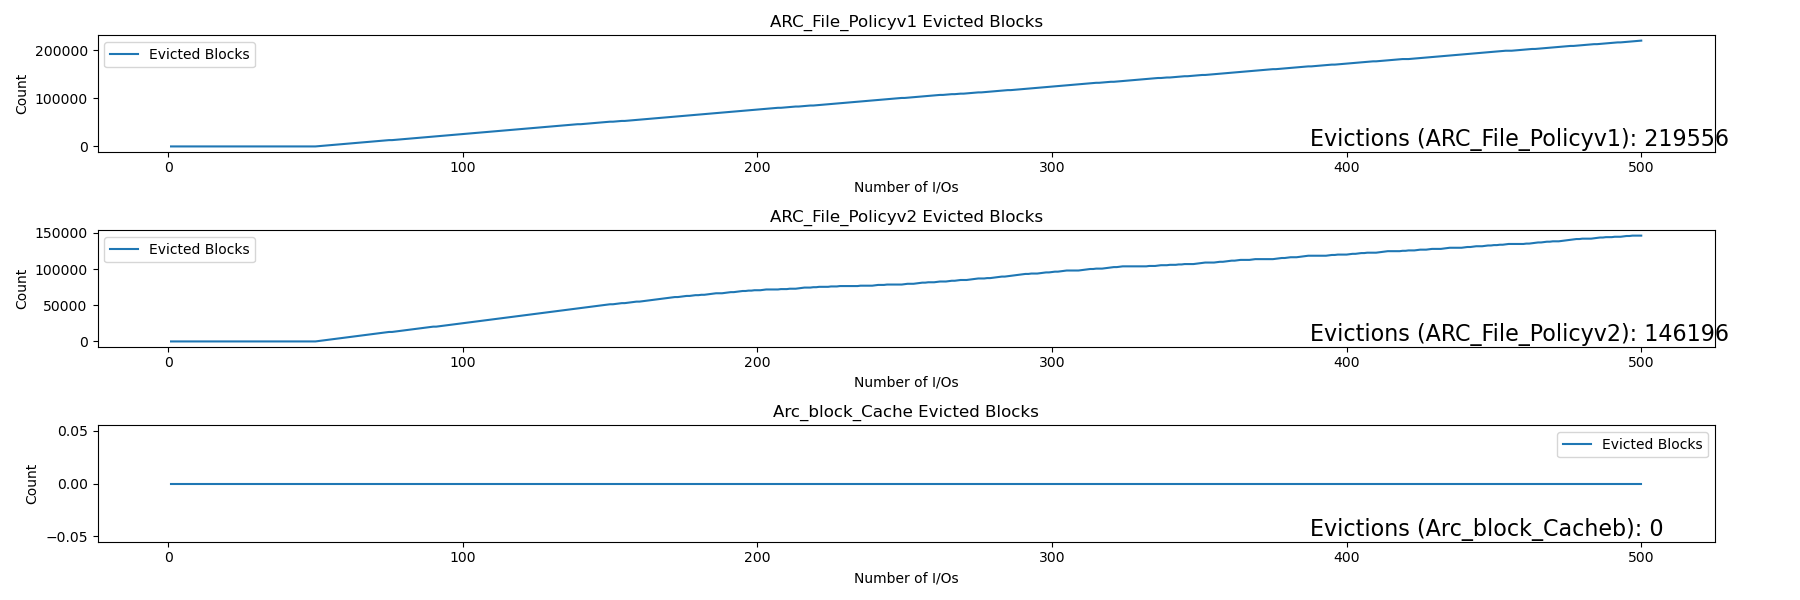 ARC_File_Policyv1 Evicted Blocks
Evicted Blocks
Count
200000
100000
0
Evictions (ARC_File_Policyv1): 219556
0 100 200 300 400 500
Number of I/Os
ARC_File_Policyv2 Evicted Blocks
Evicted Blocks
Count
150000
100000
50000
0
Evictions (ARC_File_Policyv2): 146196
0 100 200 300 400 500
Number of I/Os
Arc_block_Cache Evicted Blocks
Evicted Blocks
Count
0.05
0.00
−0.05
Evictions (Arc_block_Cacheb): 0
0 100 200 300 400 500
Number of I/Os